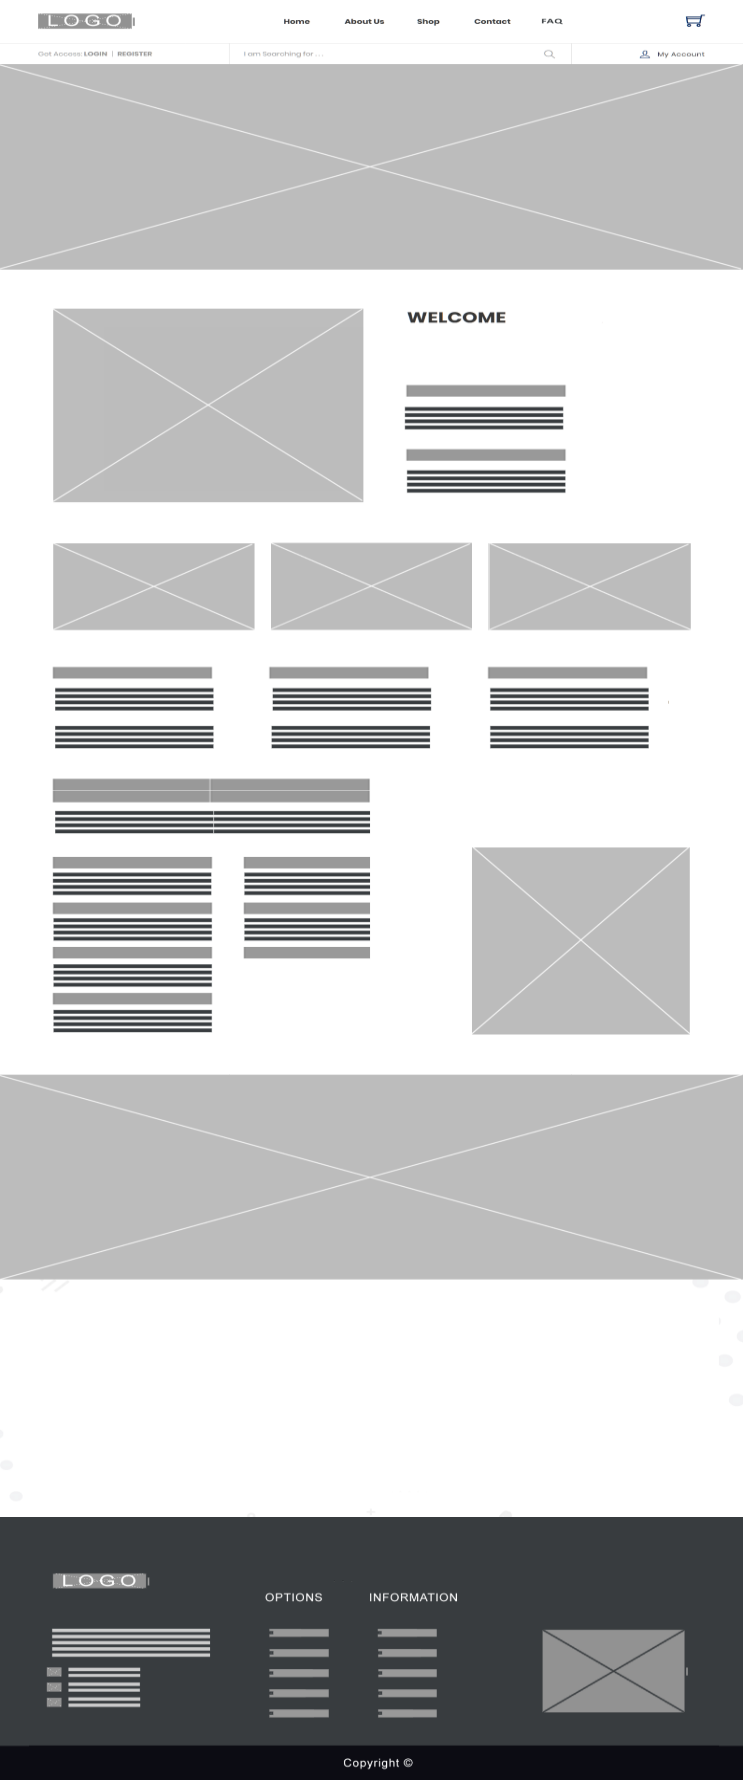 LOGO Home About Us Shop Contact FAQ
Get Access: LOGIN | REGISTER I am Searching for . . . My Account
WELCOME
LOGO
OPTIONS INFORMATION
Copyright ©